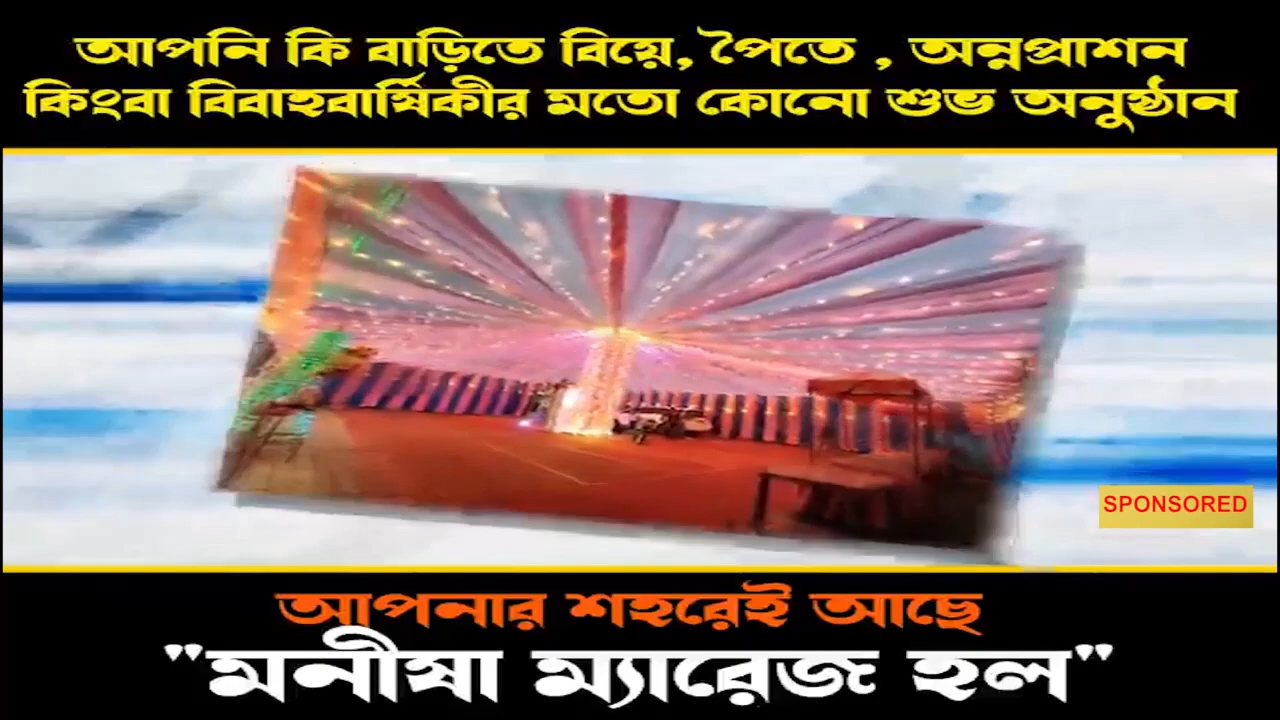 আপনি কি বাড়িতে বিয়ে, পৈতে , অন্নপ্রাশন
কিংবা বিবাহবার্ষিকীর মতো কোনো শুভ অনুষ্ঠান
SPONSORED
আপনার শহরেই আছে
"মনীষা ম্যারেজ হল"